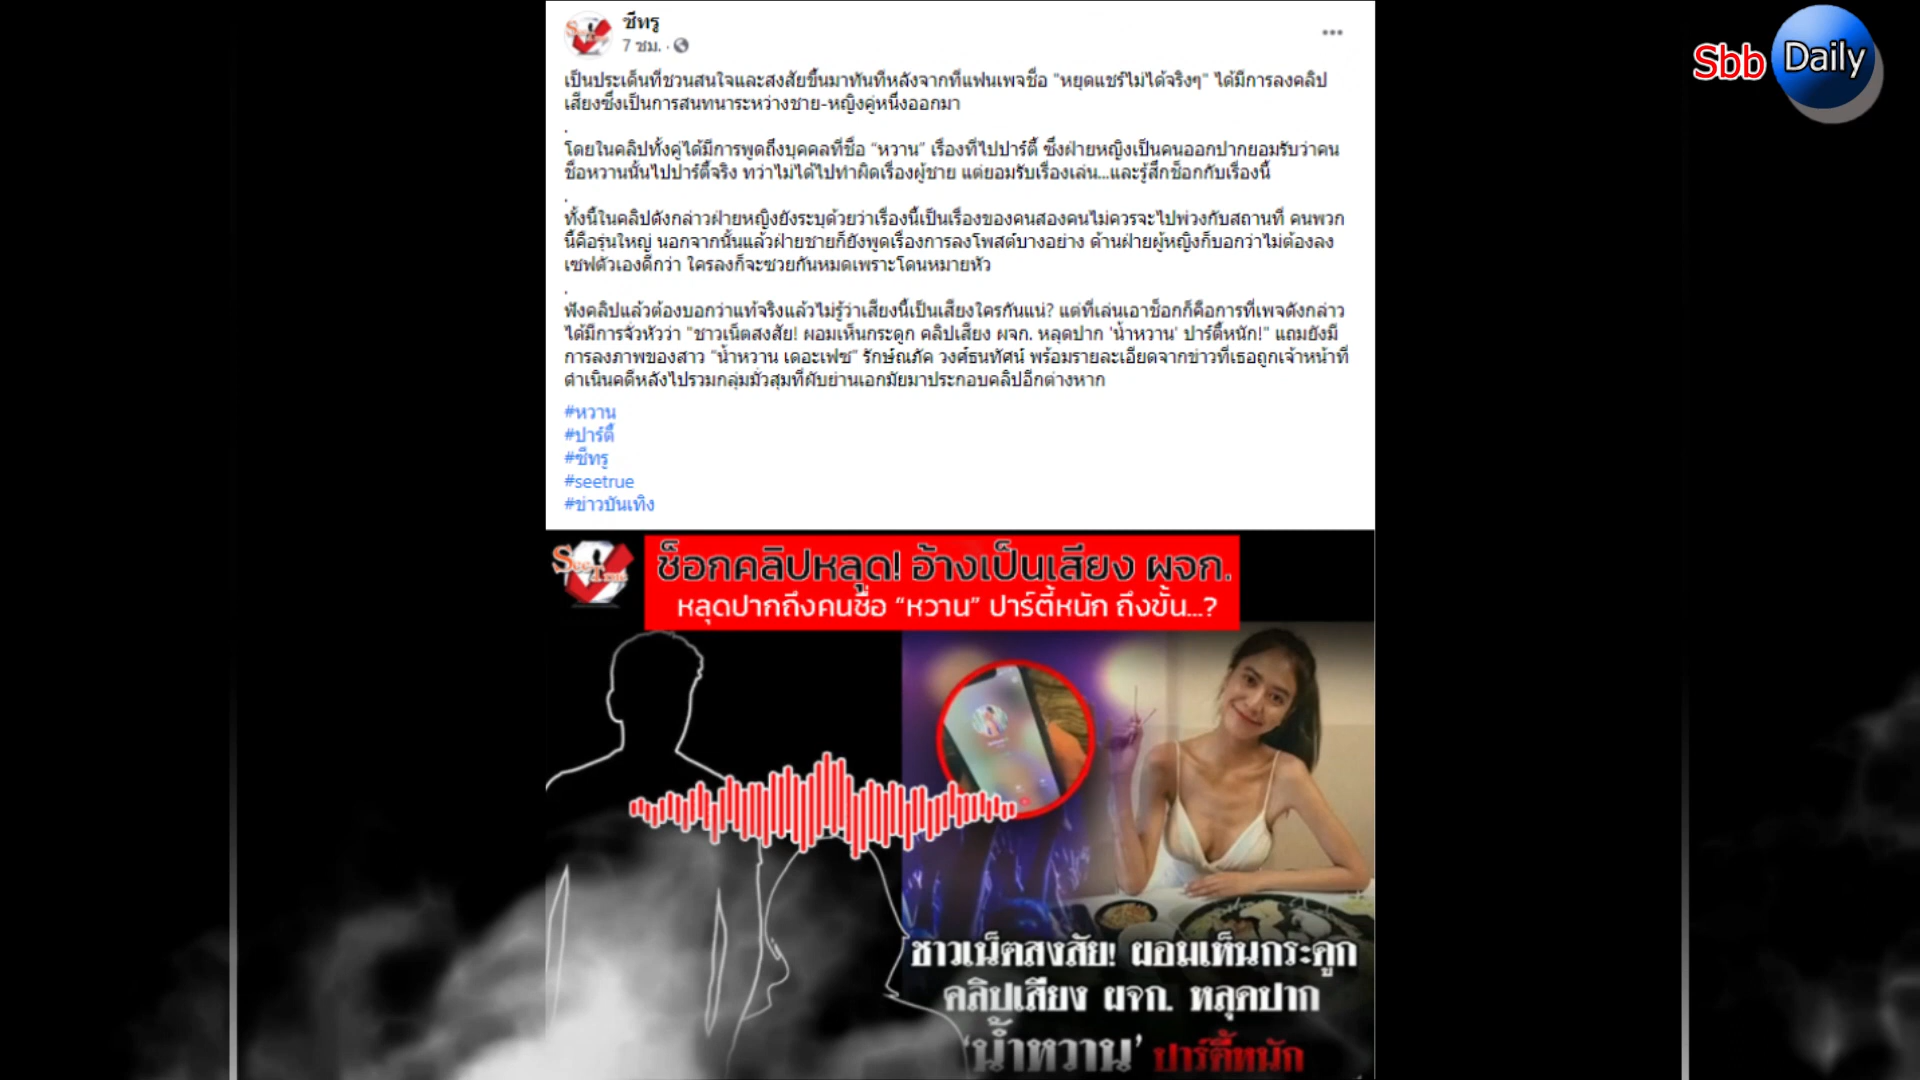 ซีทรู
7 ชม. ·
Sbb Daily
เป็นประเด็นที่ชวนสนใจและสงสัยขึ้นมาทันทีหลังจากที่แฟนเพจชื่อ "หยุดแชร์ไม่ได้จริงๆ" ได้มีการลงคลิป
เสียงซึ่งเป็นการสนทนาระหว่างชาย-หญิงคู่หนึ่งออกมา
.
โดยในคลิปทั้งคู่ได้มีการพูดถึงบุคคลที่ชื่อ “หวาน” เรื่องที่ไปปาร์ตี้ ซึ่งฝ่ายหญิงเป็นคนออกปากยอมรับว่าคน
ชื่อหวานนั้นไปปาร์ตี้จริง ทว่าไม่ได้ไปทำผิดเรื่องผู้ชาย แต่ยอมรับเรื่องเล่น...และรู้สึกช็อกกับเรื่องนี้
.
ทั้งนี้ในคลิปดังกล่าวฝ่ายหญิงยังระบุด้วยว่าเรื่องนี้เป็นเรื่องของคนสองคนไม่ควรจะไปพ่วงกับสถานที่ คนพวก
นี้คือรุ่นใหญ่ นอกจากนั้นแล้วฝ่ายชายก็ยังพูดเรื่องการลงโพสต์บางอย่าง ด้านฝ่ายผู้หญิงก็บอกว่าไม่ต้องลง
เซฟตัวเองดีกว่า ใครลงก็จะซวยกันหมดเพราะโดนหมายหัว
.
ฟังคลิปแล้วต้องบอกว่าแท้จริงแล้วไม่รู้ว่าเสียงนี้เป็นเสียงใครกันแน่? แต่ที่เล่นเอาช็อกก็คือการที่เพจดังกล่าว
ได้มีการจั่วหัวว่า "ชาวเน็ตสงสัย! ผอมเห็นกระดูก คลิปเสียง ผจก. หลุดปาก 'น้ำหวาน' ปาร์ตี้หนัก!" แถมยังมี
การลงภาพของสาว “น้ำหวาน เดอะเฟซ” รักษ์ณภัค วงศ์ธนทัศน์ พร้อมรายละเอียดจากข่าวที่เธอถูกเจ้าหน้าที่
ดำเนินคดีหลังไปรวมกลุ่มมั่วสุมที่ผับย่านเอกมัยมาประกอบคลิปอีกต่างหาก
#หวาน
#ปาร์ตี้
#ซีทรู
#seetrue
#ข่าวบันเทิง
See True
ช็อกคลิปหลุด! อ้างเป็นเสียง ผจก.
หลุดปากถึงคนชื่อ “หวาน” ปาร์ตี้หนัก ถึงขั้น...?
ชาวเน็ตสงสัย! ผอมเห็นกระดูก
คลิปเสียง ผจก. หลุดปาก
'น้ำหวาน' ปาร์ตี้หนัก